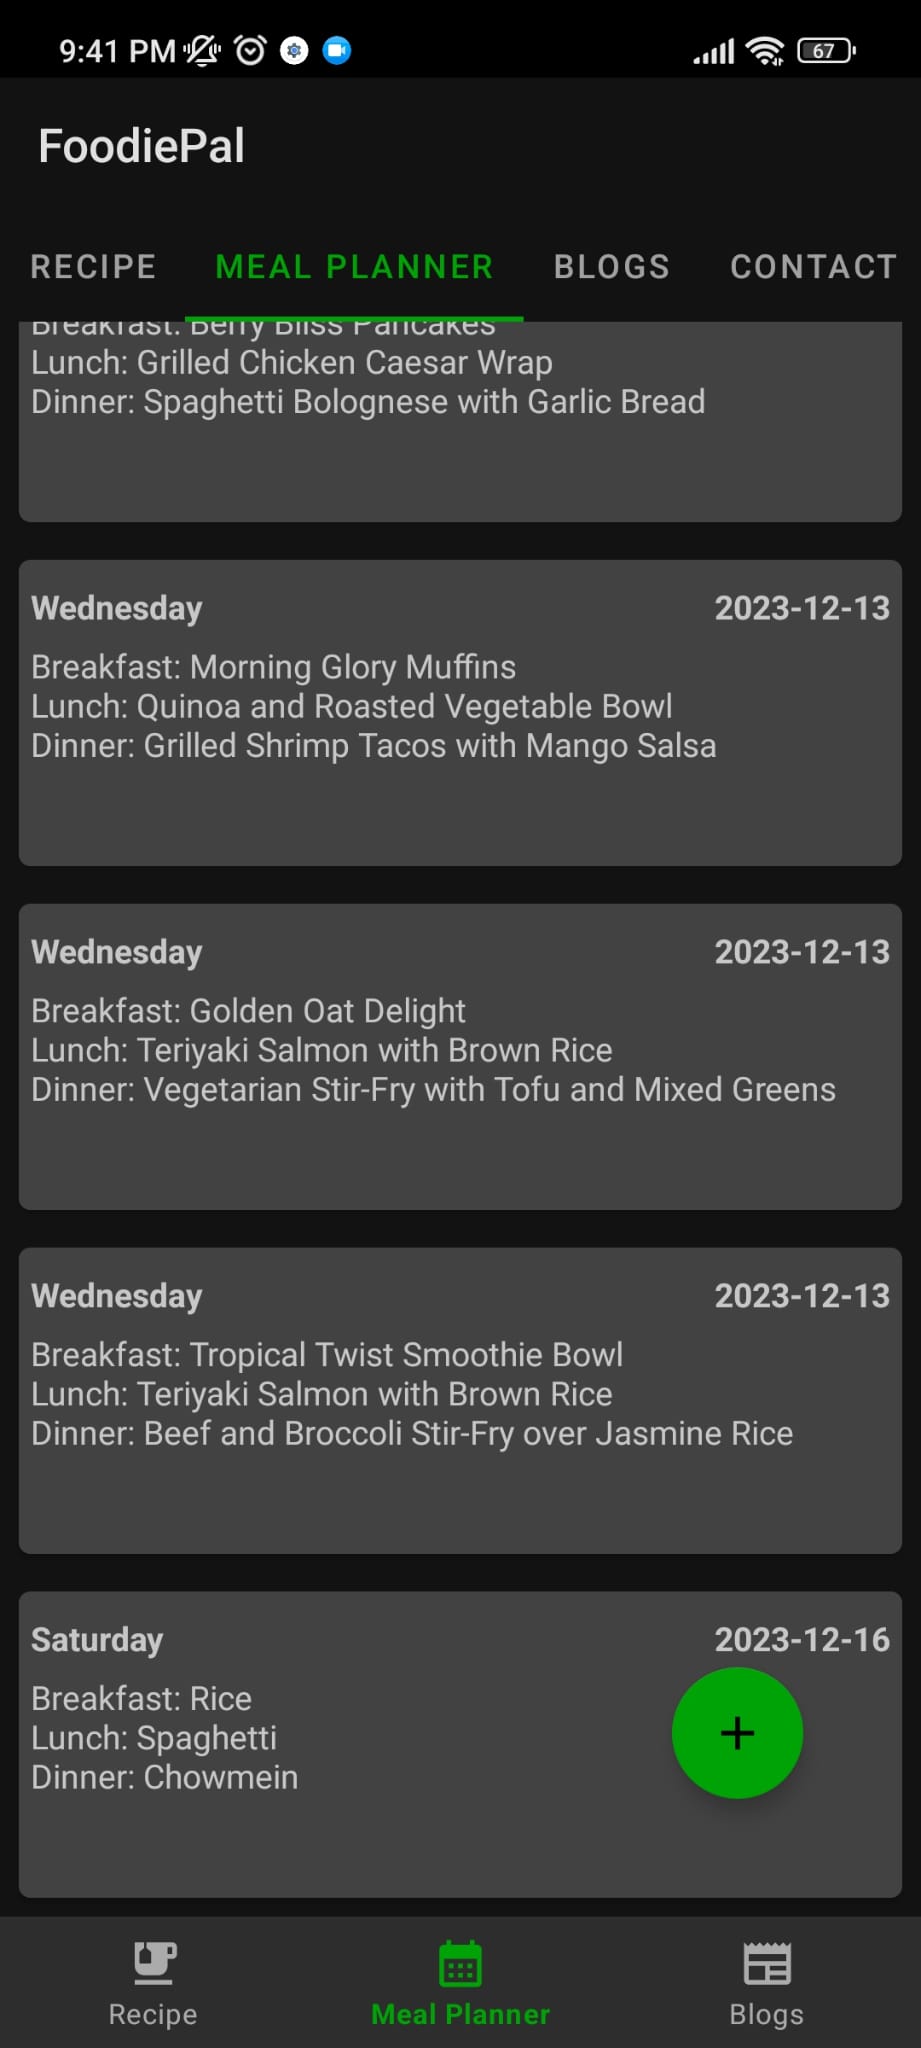 9:41 PM
67
FoodiePal
RECIPE MEAL PLANNER BLOGS CONTACT
Breakfast: Berry Bliss Pancakes
Lunch: Grilled Chicken Caesar Wrap
Dinner: Spaghetti Bolognese with Garlic Bread
Wednesday 2023-12-13
Breakfast: Morning Glory Muffins
Lunch: Quinoa and Roasted Vegetable Bowl
Dinner: Grilled Shrimp Tacos with Mango Salsa
Wednesday 2023-12-13
Breakfast: Golden Oat Delight
Lunch: Teriyaki Salmon with Brown Rice
Dinner: Vegetarian Stir-Fry with Tofu and Mixed Greens
Wednesday 2023-12-13
Breakfast: Tropical Twist Smoothie Bowl
Lunch: Teriyaki Salmon with Brown Rice
Dinner: Beef and Broccoli Stir-Fry over Jasmine Rice
Saturday 2023-12-16
Breakfast: Rice
Lunch: Spaghetti
Dinner: Chowmein
+
Recipe Meal Planner Blogs